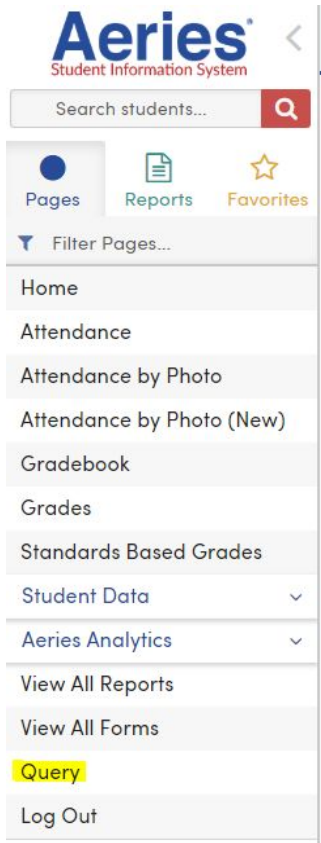 Aeries
Student Information System
Search students...
Pages Reports Favorites
Filter Pages...
Home
Attendance
Attendance by Photo
Attendance by Photo (New)
Gradebook
Grades
Standards Based Grades
Student Data
Aeries Analytics
View All Reports
View All Forms
Query
Log Out